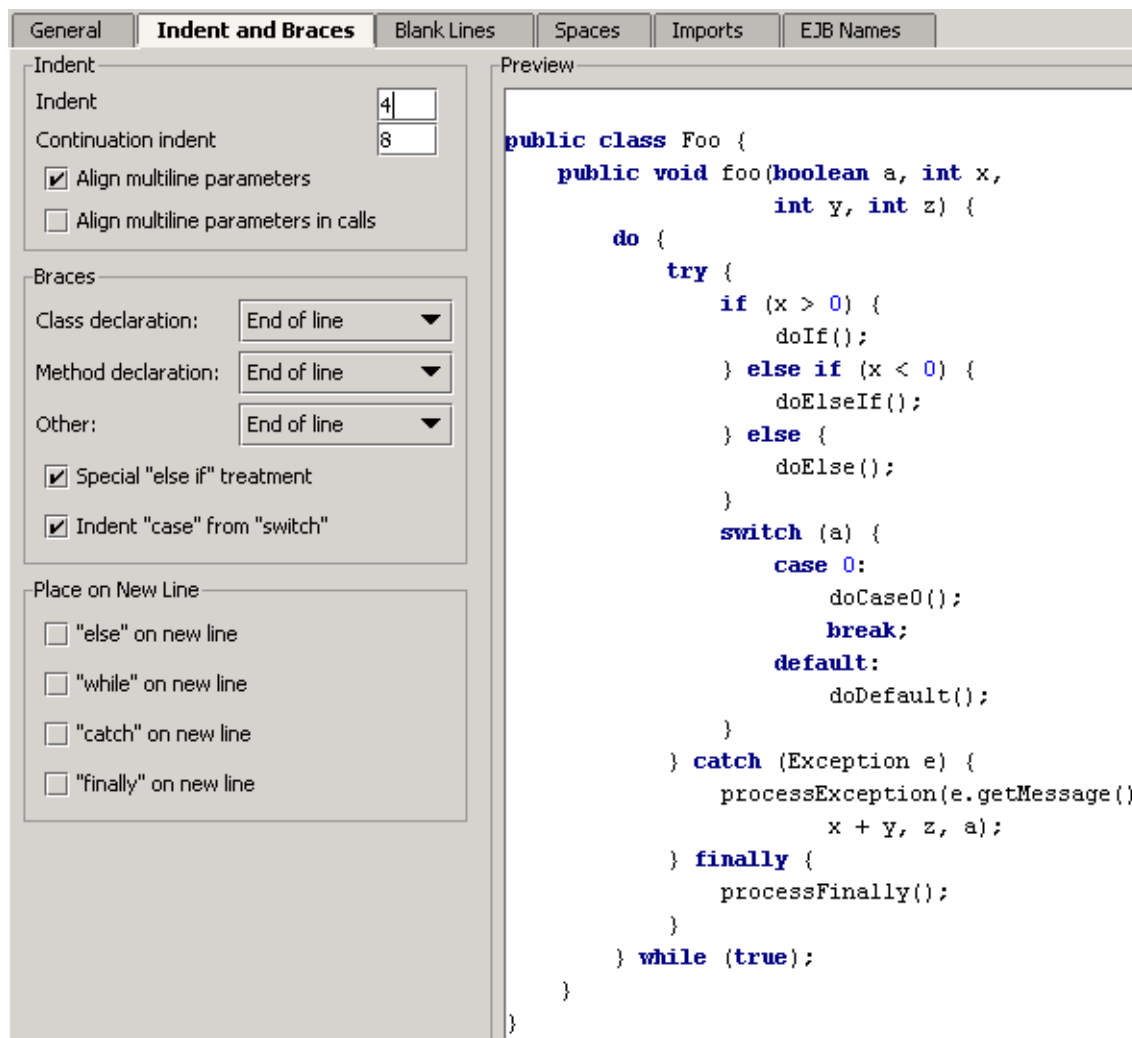 General Indent and Braces Blank Lines Spaces Imports EJB Names
Indent
Indent 4
Continuation indent 8
Align multiline parameters
Align multiline parameters in calls
Braces
Class declaration: End of line
Method declaration: End of line
Other: End of line
Special "else if" treatment
Indent "case" from "switch"
Place on New Line
"else" on new line
"while" on new line
"catch" on new line
"finally" on new line
Preview
public class Foo {
    public void foo(boolean a, int x,
                    int y, int z) {
        do {
            try {
                if (x > 0) {
                    doIf();
                } else if (x < 0) {
                    doElseIf();
                } else {
                    doElse();
                }
                switch (a) {
                    case 0:
                        doCase0();
                        break;
                    default:
                        doDefault();
                }
            } catch (Exception e) {
                processException(e.getMessage()
                        x + y, z, a);
            } finally {
                processFinally();
            }
        } while (true);
    }
}